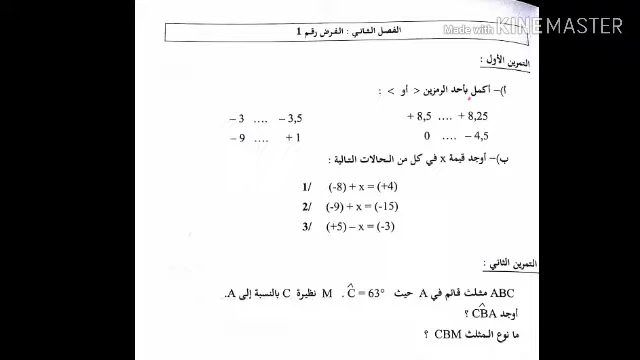 Made with KINEMASTER
الفصل الثاني : الفرض رقم 1
التمرين الأول :
أ)- أكمل بأحد الرمزين > أو < :
+ 8,5 .... + 8,25
− 3 .... − 3,5
0 .... − 4,5
− 9 .... + 1
ب)- أوجد قيمة x في كل من الحالات التالية :
1/ (-8) + x = (+4)
2/ (-9) + x = (-15)
3/ (+5) – x = (-3)
التمرين الثاني :
ABC مثلث قائم في A حيث Ĉ = 63° . M نظيرة C بالنسبة إلى A.
أوجد CB̂A ؟
ما نوع المثلث CBM ؟